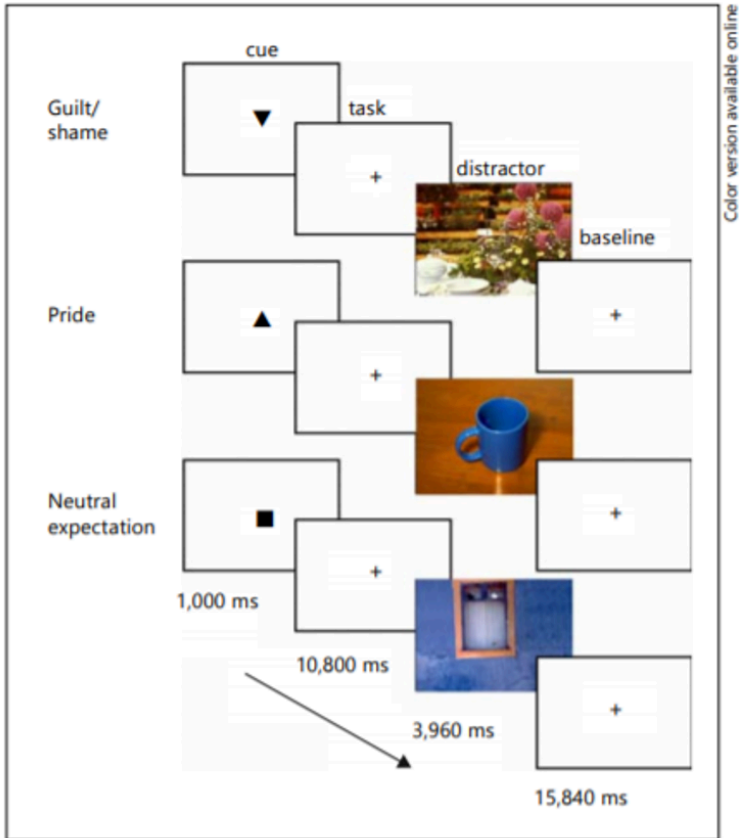 cue
Guilt/
shame
task
distractor
baseline
Pride
Neutral
expectation
1,000 ms
10,800 ms
3,960 ms
15,840 ms
Color version available online